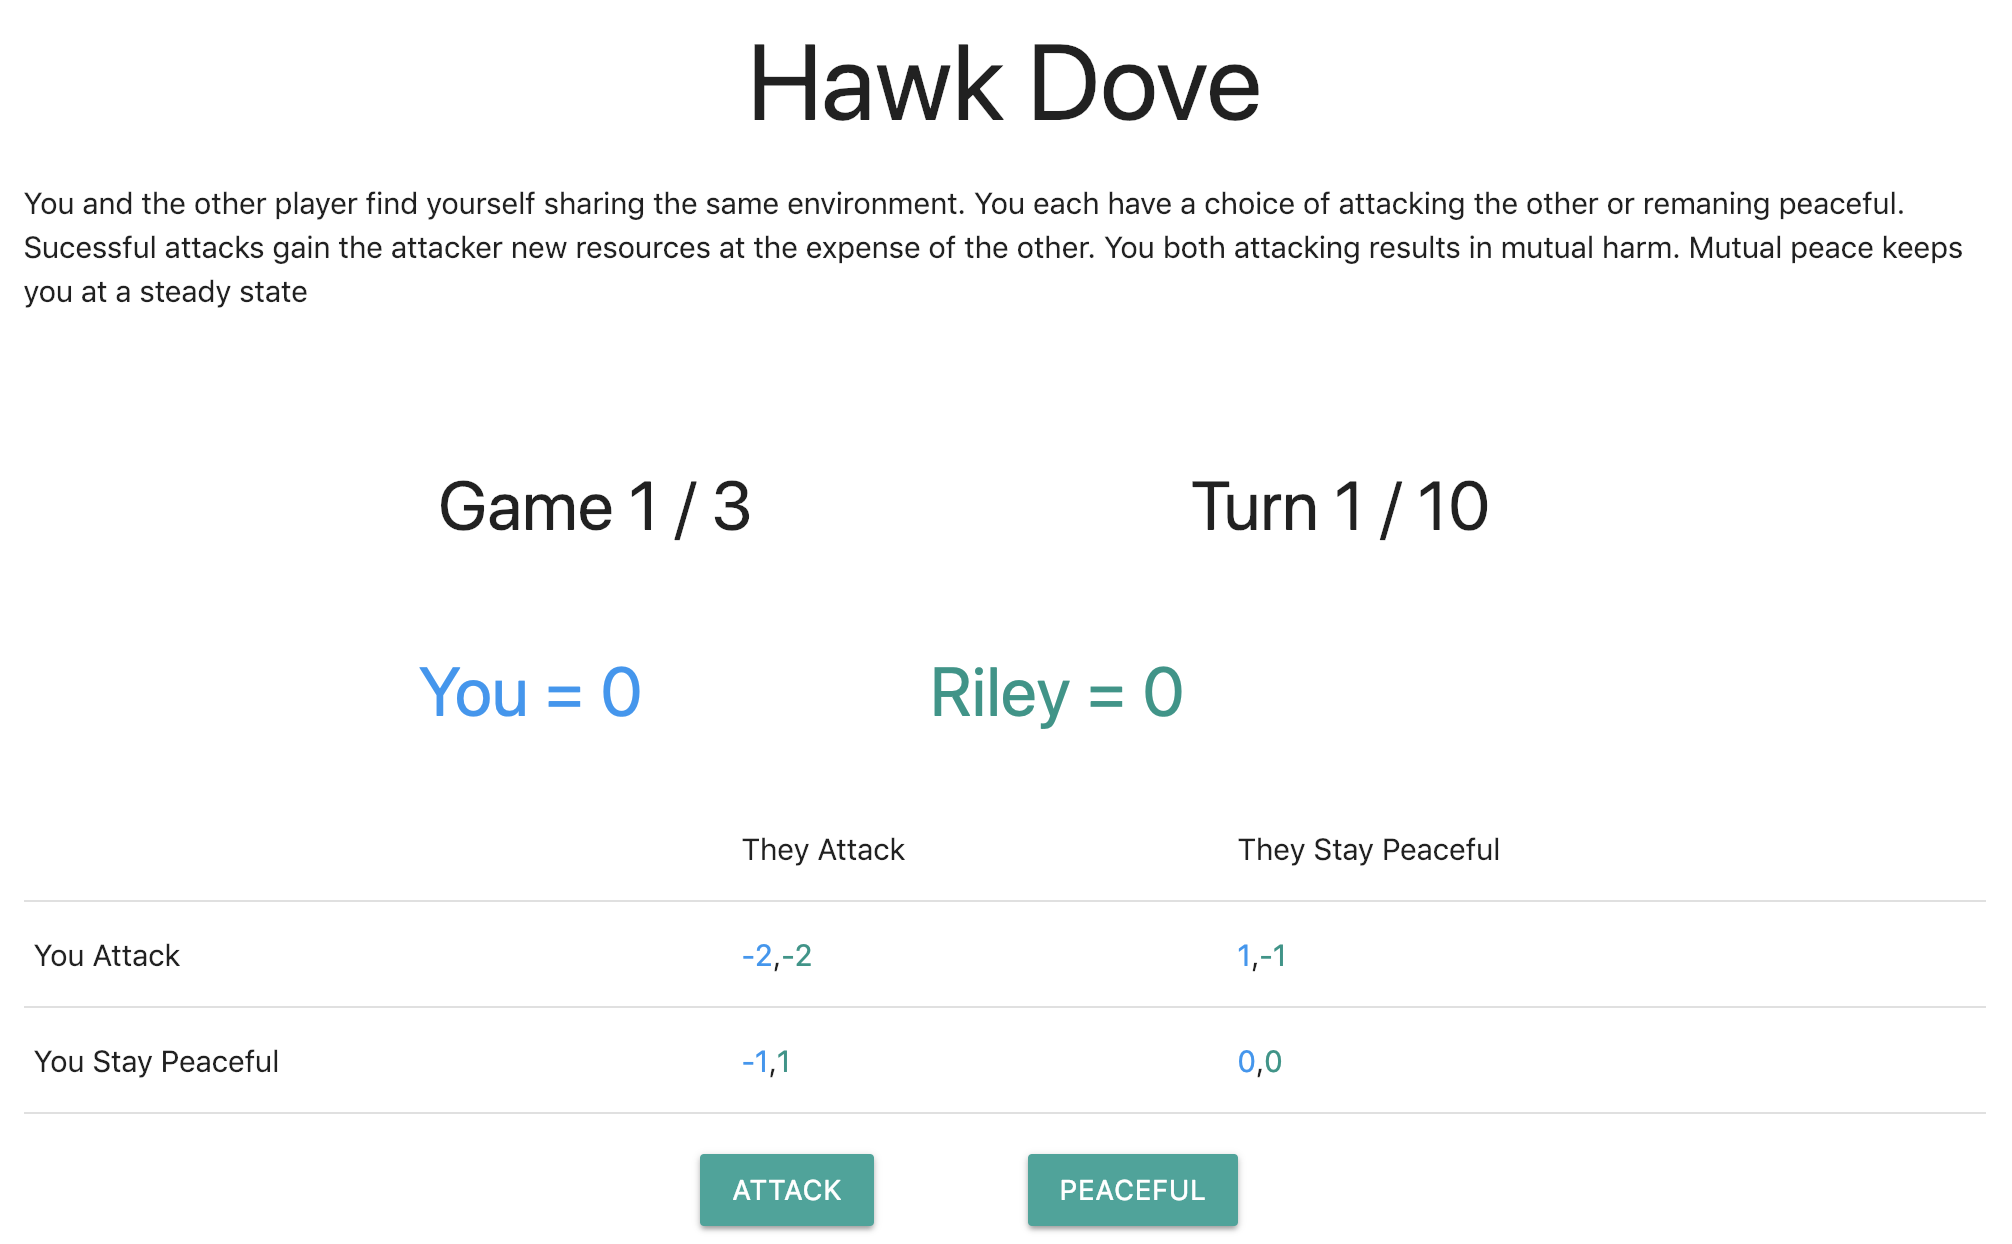 Hawk Dove
You and the other player find yourself sharing the same environment. You each have a choice of attacking the other or remaning peaceful.
Sucessful attacks gain the attacker new resources at the expense of the other. You both attacking results in mutual harm. Mutual peace keeps
you at a steady state
Game 1 / 3 Turn 1 / 10
You = 0 Riley = 0
They Attack They Stay Peaceful
You Attack -2,-2 1,-1
You Stay Peaceful -1,1 0,0
ATTACK PEACEFUL